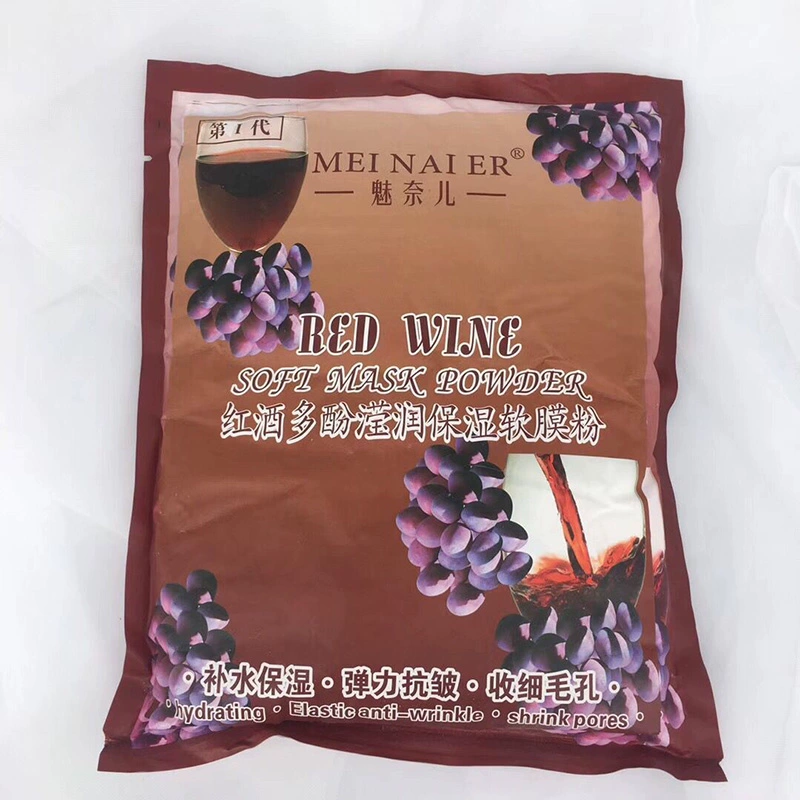 第1代
MEI NAI ER®
魅奈儿
RED WINE
SOFT MASK POWDER
红酒多酚滢润保湿软膜粉
·补水保湿·弹力抗皱·收细毛孔·
·hydrating · Elastic anti-wrinkle · shrink pores ·